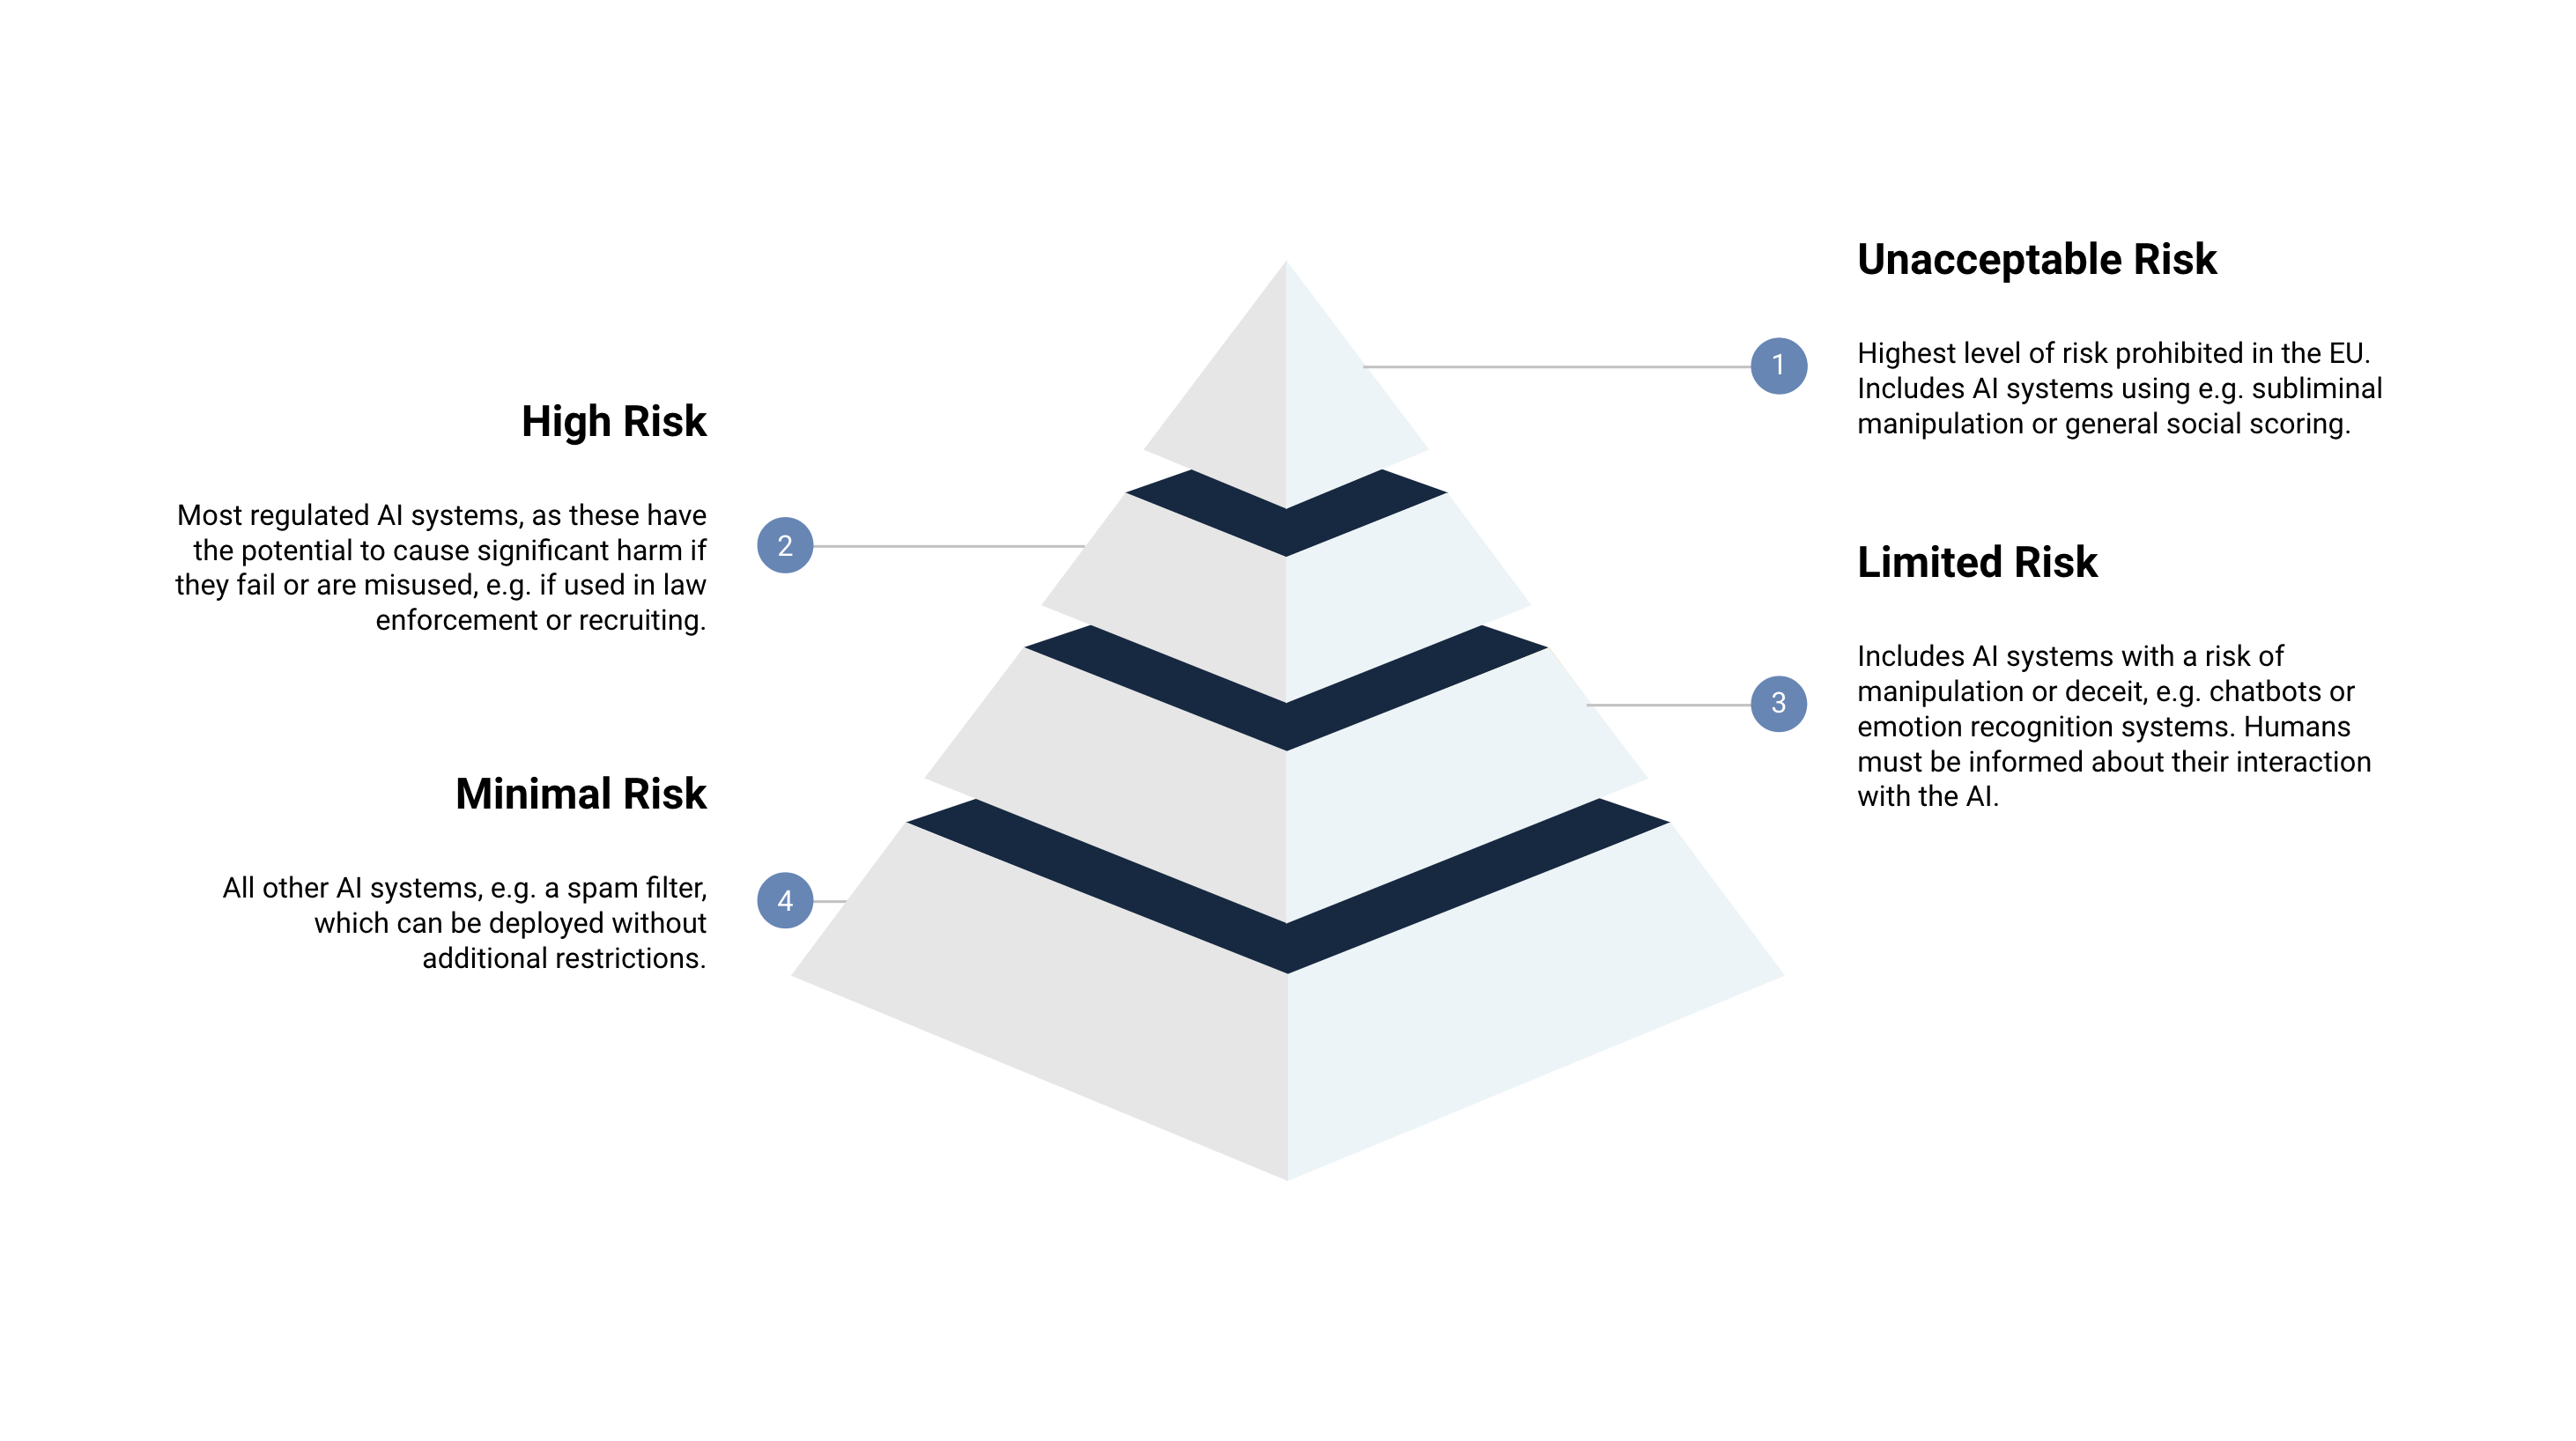 Unacceptable Risk
1
Highest level of risk prohibited in the EU.
Includes AI systems using e.g. subliminal
manipulation or general social scoring.
High Risk
2
Most regulated AI systems, as these have
the potential to cause significant harm if
they fail or are misused, e.g. if used in law
enforcement or recruiting.
Limited Risk
3
Includes AI systems with a risk of
manipulation or deceit, e.g. chatbots or
emotion recognition systems. Humans
must be informed about their interaction
with the AI.
Minimal Risk
4
All other AI systems, e.g. a spam filter,
which can be deployed without
additional restrictions.